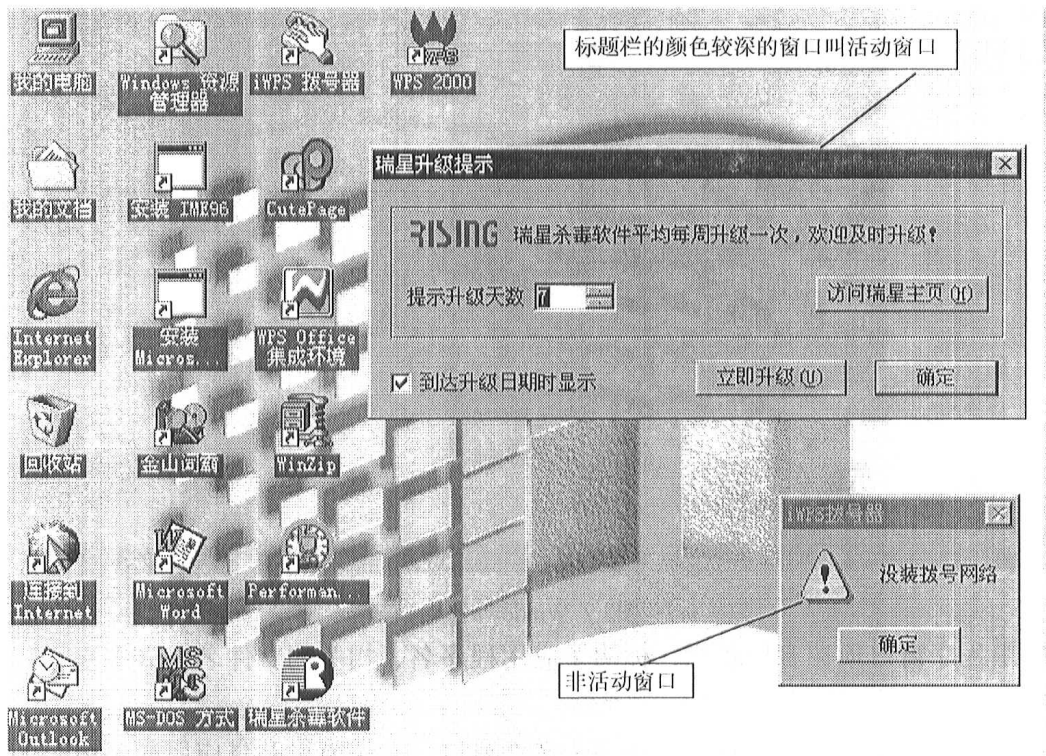 我的电脑
Windows 资源
管理器
iWPS 拨号器
WPS 2000
标题栏的颜色较深的窗口叫活动窗口
我的文档
安装 IME96
CutePage
瑞星升级提示
RISING 瑞星杀毒软件平均每周升级一次,欢迎及时升级!
提示升级天数 7
访问瑞星主页(H)
到达升级日期时显示
立即升级(U)
确定
Internet
Explorer
安装
Micros...
WPS Office
集成环境
回收站
金山词霸
WinZip
连接到
Internet
Microsoft
Word
Performan...
iWPS拨号器
没装拨号网络
确定
非活动窗口
Microsoft
Outlook
MS-DOS 方式
瑞星杀毒软件